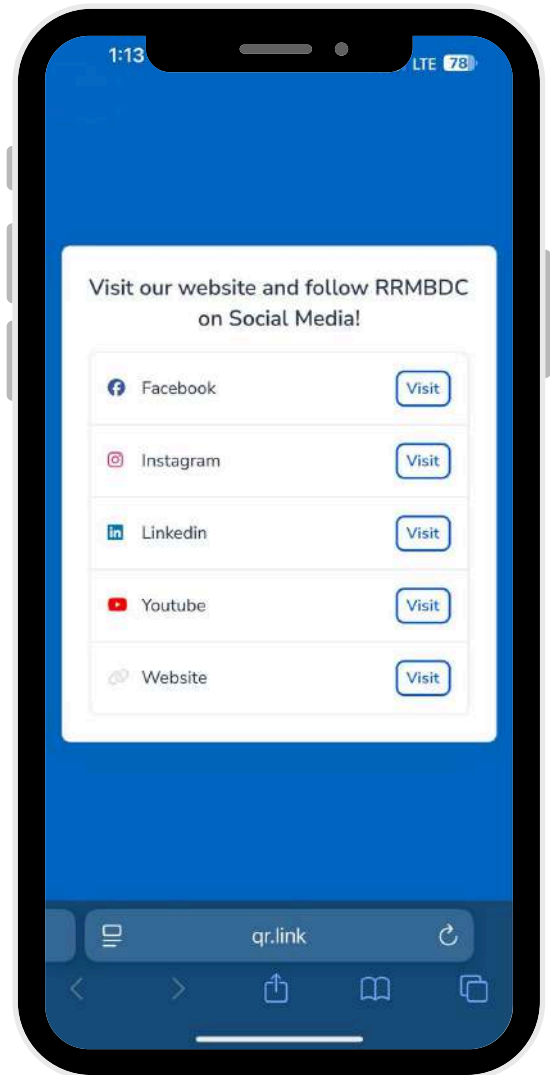 1:13
LTE 78
Visit our website and follow RRMBDC
on Social Media!
Facebook Visit
Instagram Visit
Linkedin Visit
Youtube Visit
Website Visit
qr.link